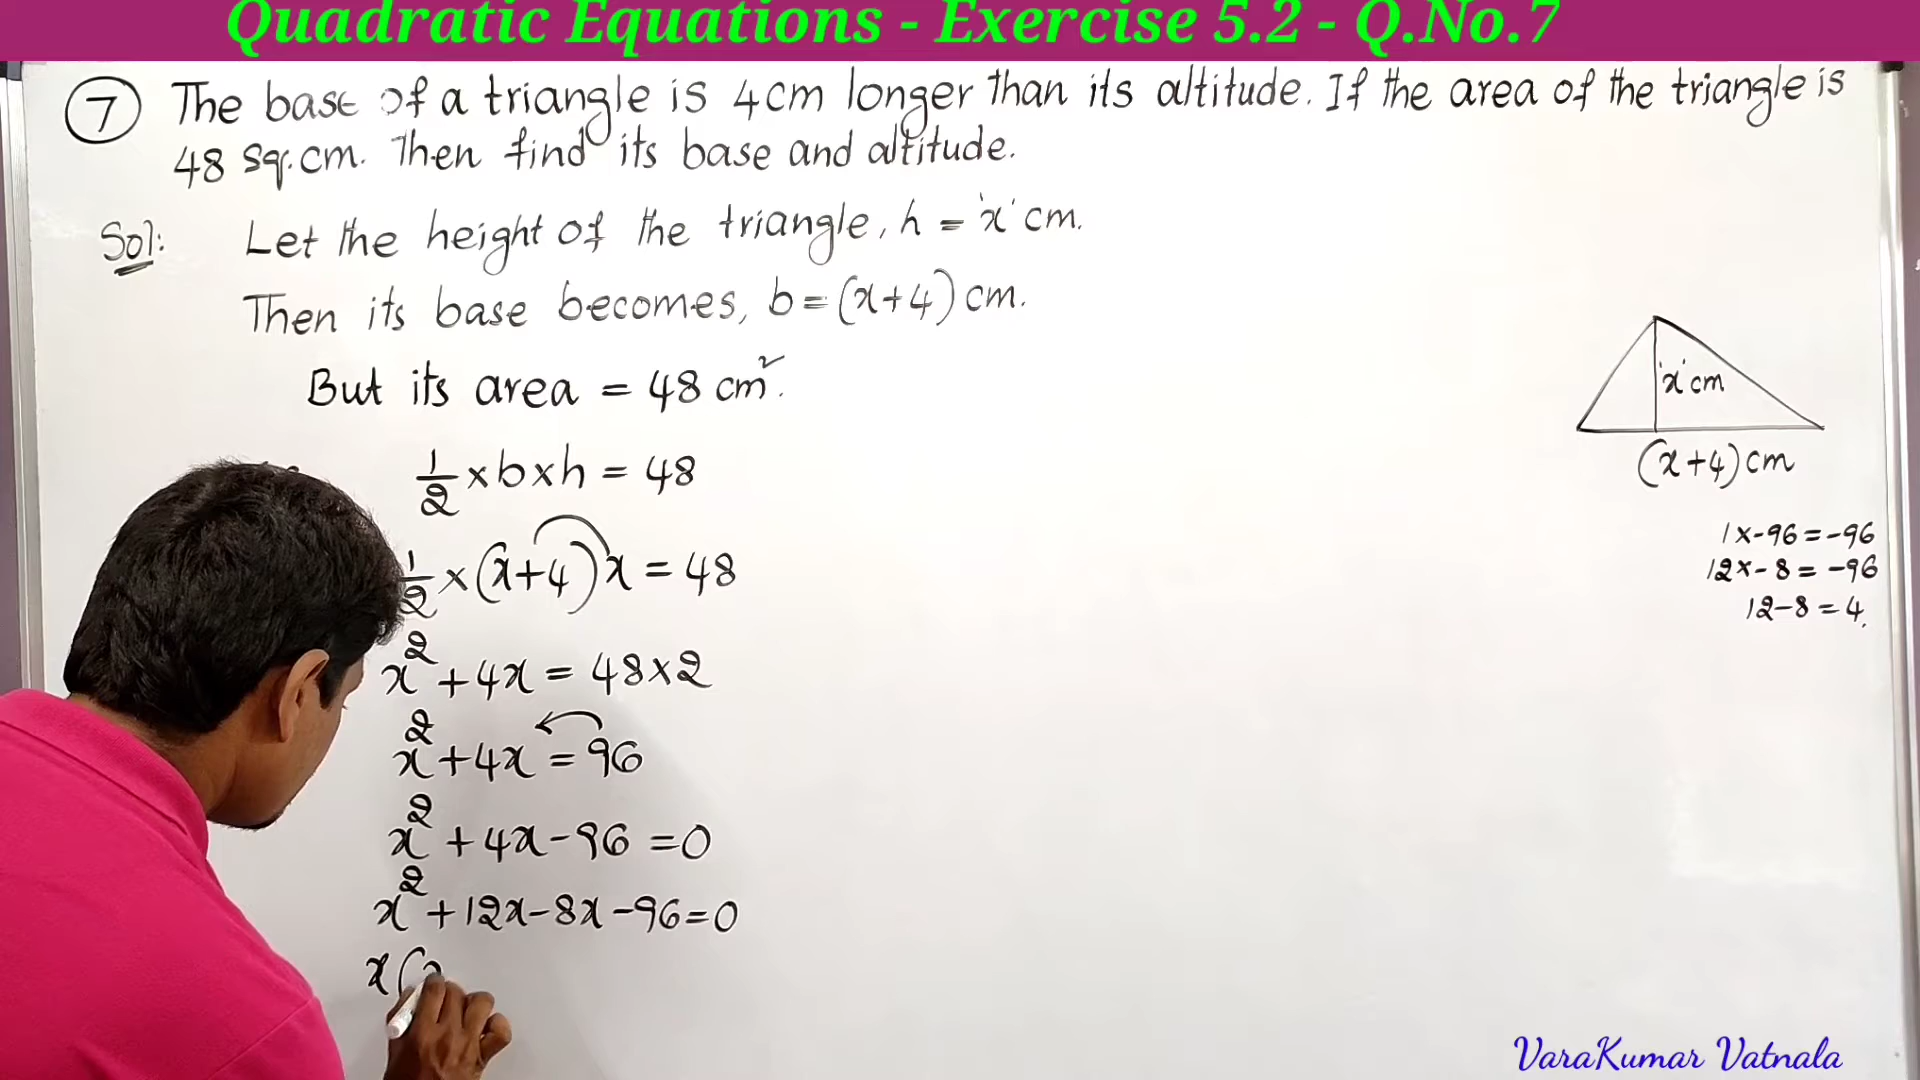 Quadratic Equations - Exercise 5.2 - Q.No.7
7 The base of a triangle is 4cm longer than its altitude. If the area of the triangle is
48 sq.cm. Then find its base and altitude.
Sol: Let the height of the triangle, h = 'x' cm.
Then its base becomes, b = (x+4) cm.
But its area = 48 cm².
1/2 × b × h = 48
1/2 × (x+4)x = 48
x² + 4x = 48×2
x² + 4x = 96
x² + 4x - 96 = 0
x² + 12x - 8x - 96 = 0
x(
'x' cm
(x+4) cm
1×-96 = -96
12×-8 = -96
12-8 = 4.
VaraKumar Vatnala